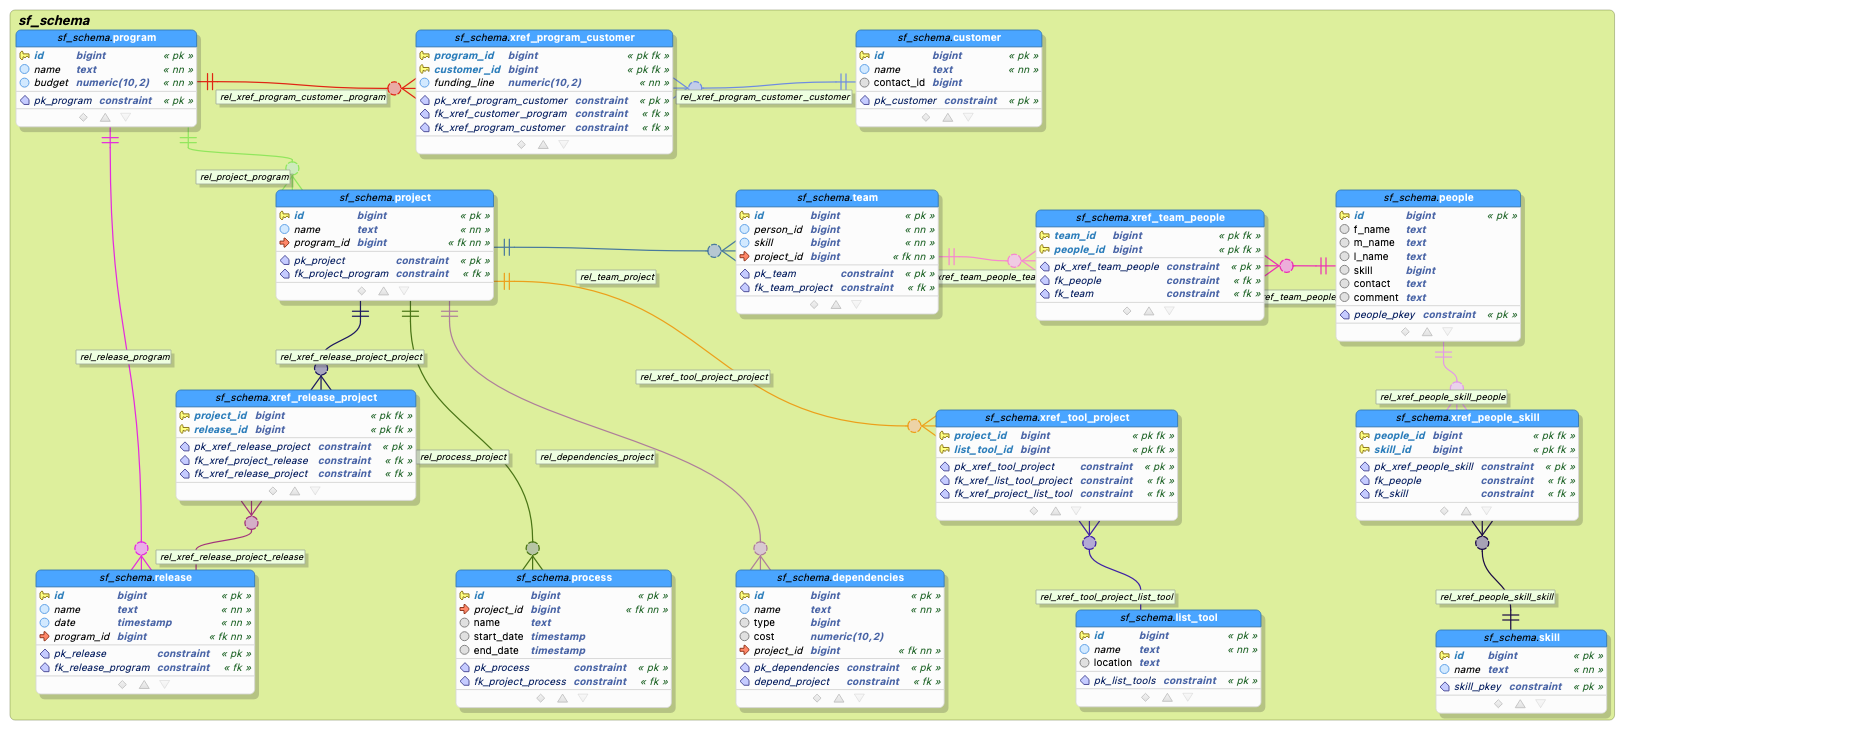 sf_schema
sf_schema.program
id bigint « pk »
name text « nn »
budget numeric(10,2) « nn »
pk_program constraint « pk »
sf_schema.xref_program_customer
program_id bigint « pk fk »
customer_id bigint « pk fk »
funding_line numeric(10,2) « nn »
pk_xref_program_customer constraint « pk »
fk_xref_customer_program constraint « fk »
fk_xref_program_customer constraint « fk »
sf_schema.customer
id bigint « pk »
name text « nn »
contact_id bigint
pk_customer constraint « pk »
rel_xref_program_customer_program
rel_xref_program_customer_customer
rel_project_program
sf_schema.project
id bigint « pk »
name text « nn »
program_id bigint « fk nn »
pk_project constraint « pk »
fk_project_program constraint « fk »
sf_schema.team
id bigint « pk »
person_id bigint « nn »
skill bigint « nn »
project_id bigint « fk nn »
pk_team constraint « pk »
fk_team_project constraint « fk »
sf_schema.xref_team_people
team_id bigint « pk fk »
people_id bigint « pk fk »
pk_xref_team_people constraint « pk »
fk_people constraint « fk »
fk_team constraint « fk »
sf_schema.people
id bigint « pk »
f_name text
m_name text
l_name text
skill bigint
contact text
comment text
people_pkey constraint « pk »
rel_team_project
xref_team_people_tea
ef_team_people
rel_release_program
rel_xref_release_project_project
rel_xref_tool_project_project
rel_xref_people_skill_people
sf_schema.xref_release_project
project_id bigint « pk fk »
release_id bigint « pk fk »
pk_xref_release_project constraint « pk »
fk_xref_project_release constraint « fk »
fk_xref_release_project constraint « fk »
rel_process_project
rel_dependencies_project
sf_schema.xref_tool_project
project_id bigint « pk fk »
list_tool_id bigint « pk fk »
pk_xref_tool_project constraint « pk »
fk_xref_list_tool_project constraint « fk »
fk_xref_project_list_tool constraint « fk »
sf_schema.xref_people_skill
people_id bigint « pk fk »
skill_id bigint « pk fk »
pk_xref_people_skill constraint « pk »
fk_people constraint « fk »
fk_skill constraint « fk »
rel_xref_release_project_release
sf_schema.release
id bigint « pk »
name text « nn »
date timestamp « nn »
program_id bigint « fk nn »
pk_release constraint « pk »
fk_release_program constraint « fk »
sf_schema.process
id bigint « pk »
project_id bigint « fk nn »
name text
start_date timestamp
end_date timestamp
pk_process constraint « pk »
fk_project_process constraint « fk »
sf_schema.dependencies
id bigint « pk »
name text « nn »
type bigint
cost numeric(10,2)
project_id bigint « fk nn »
pk_dependencies constraint « pk »
depend_project constraint « fk »
rel_xref_tool_project_list_tool
sf_schema.list_tool
id bigint « pk »
name text « nn »
location text
pk_list_tools constraint « pk »
rel_xref_people_skill_skill
sf_schema.skill
id bigint « pk »
name text « nn »
skill_pkey constraint « pk »